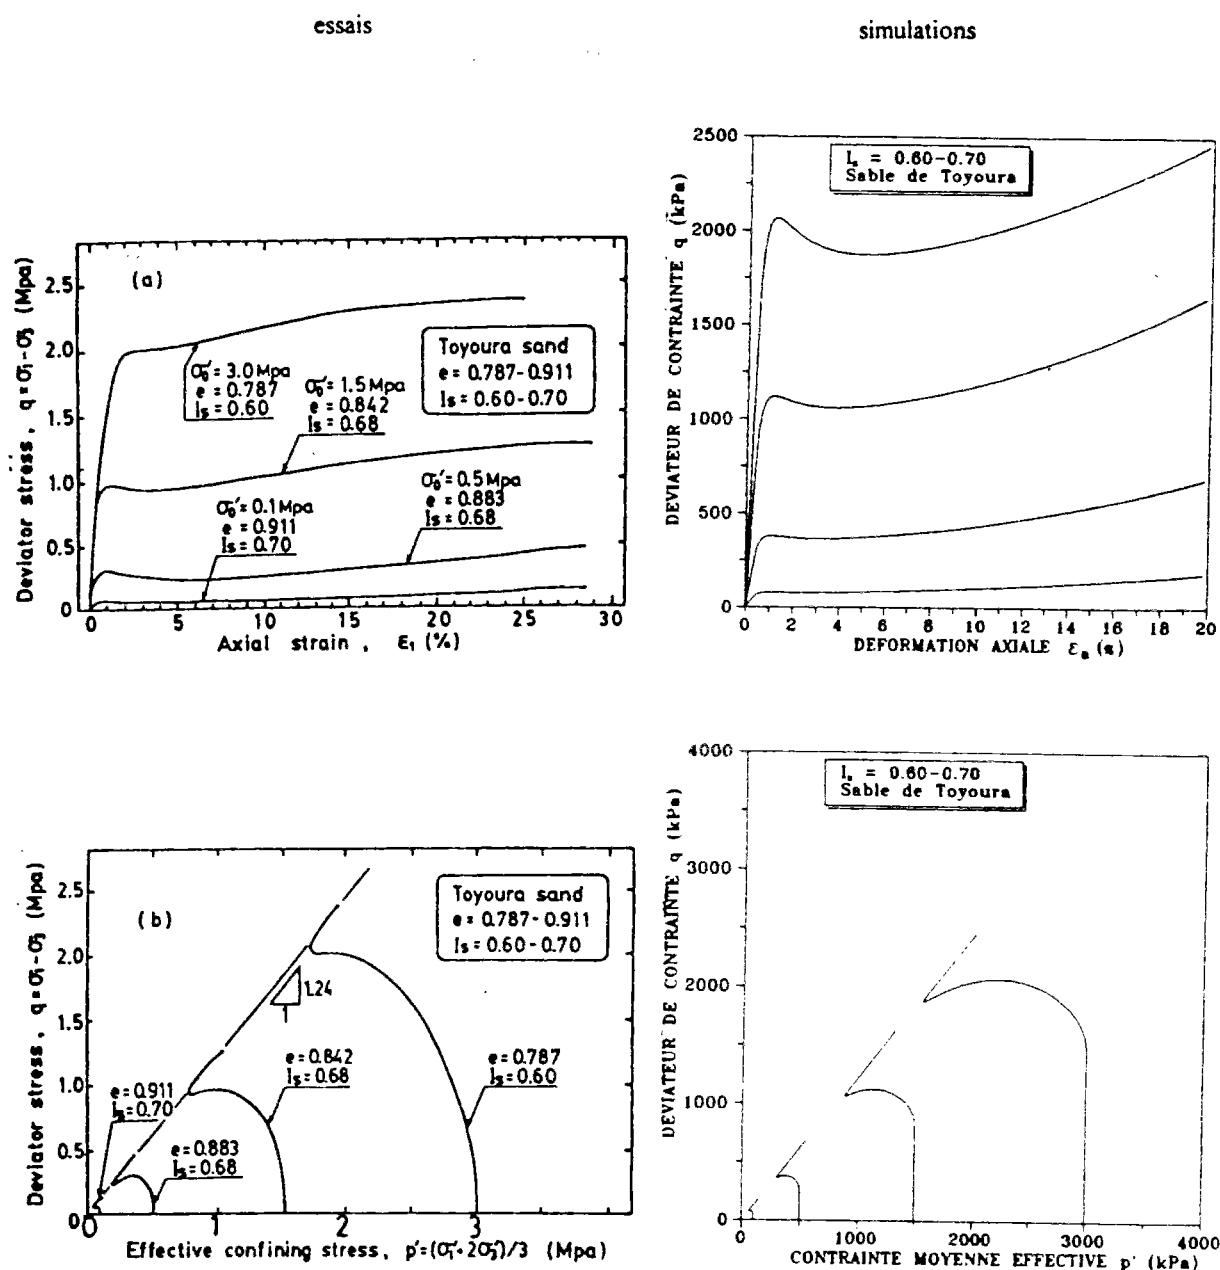 essais
simulations
Deviator stress , q = σ1 - σ3 (Mpa)
2.5
2.0
1.5
1.0
0.5
0
(a)
Toyoura sand
e = 0.787-0.911
Is = 0.60-0.70
σ0' = 3.0 Mpa
e = 0.787
Is = 0.60
σ0' = 1.5 Mpa
e = 0.842
Is = 0.68
σ0' = 0.5 Mpa
e = 0.883
Is = 0.68
σ0' = 0.1 Mpa
e = 0.911
Is = 0.70
0 5 10 15 20 25 30
Axial strain , ε1 (%)
DEVIATEUR DE CONTRAINTE q (kPa)
2500
2000
1500
1000
500
0
Is = 0.60-0.70
Sable de Toyoura
0 2 4 6 8 10 12 14 16 18 20
DEFORMATION AXIALE εa (%)
Deviator stress , q = σ1 - σ3 (Mpa)
2.5
2.0
1.5
1.0
0.5
0
(b)
Toyoura sand
e = 0.787-0.911
Is = 0.60-0.70
1.24
e = 0.842
Is = 0.68
e = 0.787
Is = 0.60
e = 0.911
Is = 0.70
e = 0.883
Is = 0.68
0 1 2 3
Effective confining stress, p' = (σ1' + 2σ3')/3 (Mpa)
DEVIATEUR DE CONTRAINTE q (kPa)
4000
3000
2000
1000
0
Is = 0.60-0.70
Sable de Toyoura
0 1000 2000 3000 4000
CONTRAINTE MOYENNE EFFECTIVE p' (kPa)